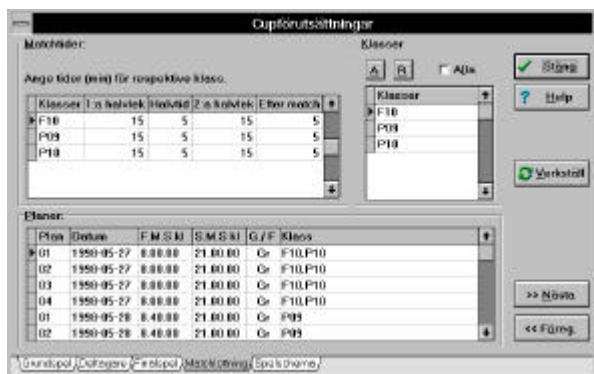 Cupförutsättningar
Matchtider:
Ange tider (min) för respektive klass.
Klasser 1:a halvlek Halvtid 2:a halvlek Efter match
F10 15 5 15 5
P09 15 5 15 5
P10 15 5 15 5
Klasser
A R Alla
Klasser
F10
P09
P10
Stäng
Help
Verkställ
Planer:
Plan Datum F.M.S kl S.M.S kl G/F Klass
01 1998-05-27 8.00.00 21.00.00 Gr F10,P10
02 1998-05-27 8.00.00 21.00.00 Gr F10,P10
03 1998-05-27 8.00.00 21.00.00 Gr F10,P10
04 1998-05-27 8.00.00 21.00.00 Gr F10,P10
01 1998-05-28 8.40.00 21.00.00 Gr P09
02 1998-05-28 8.40.00 21.00.00 Gr P09
>> Nästa
<< Föreg.
Grundspel Deltagare Finalspel Matchlottning Spelschema